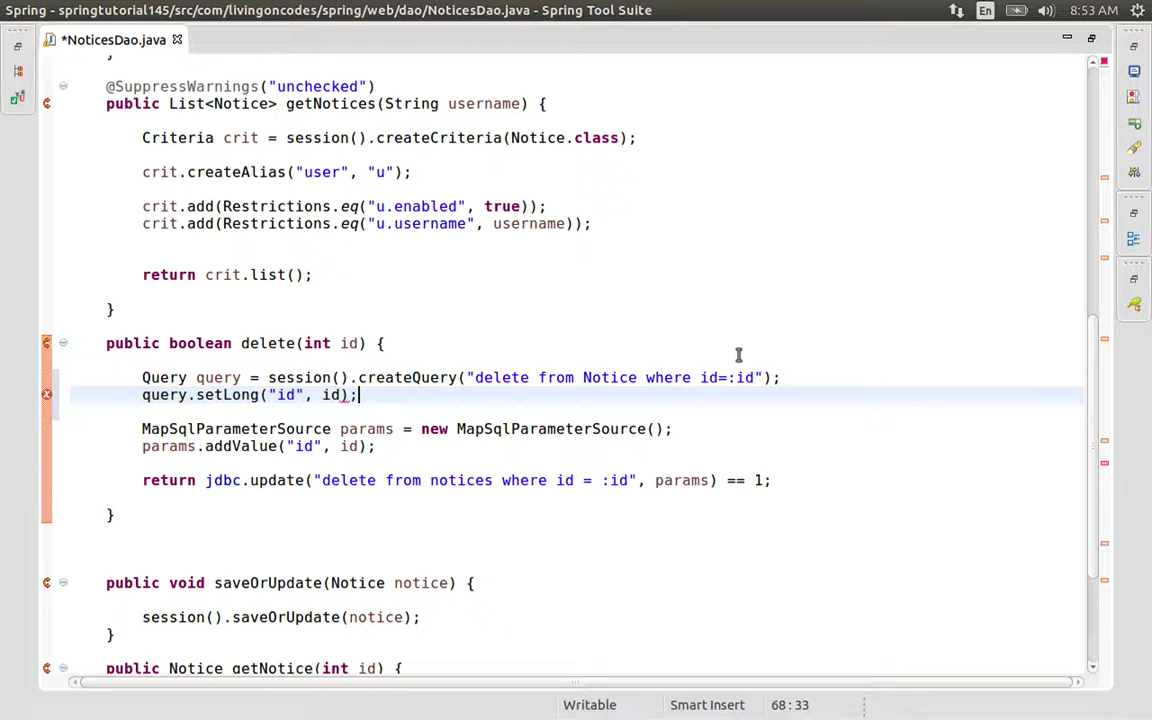 Spring - springtutorial145/src/com/livingoncodes/spring/web/dao/NoticesDao.java - Spring Tool Suite
En
8:53 AM
*NoticesDao.java
}
@SuppressWarnings("unchecked")
public List<Notice> getNotices(String username) {
Criteria crit = session().createCriteria(Notice.class);
crit.createAlias("user", "u");
crit.add(Restrictions.eq("u.enabled", true));
crit.add(Restrictions.eq("u.username", username));
return crit.list();
}
public boolean delete(int id) {
Query query = session().createQuery("delete from Notice where id=:id");
query.setLong("id", id);
MapSqlParameterSource params = new MapSqlParameterSource();
params.addValue("id", id);
return jdbc.update("delete from notices where id = :id", params) == 1;
}
public void saveOrUpdate(Notice notice) {
session().saveOrUpdate(notice);
}
public Notice getNotice(int id) {
Writable
Smart Insert
68 : 33